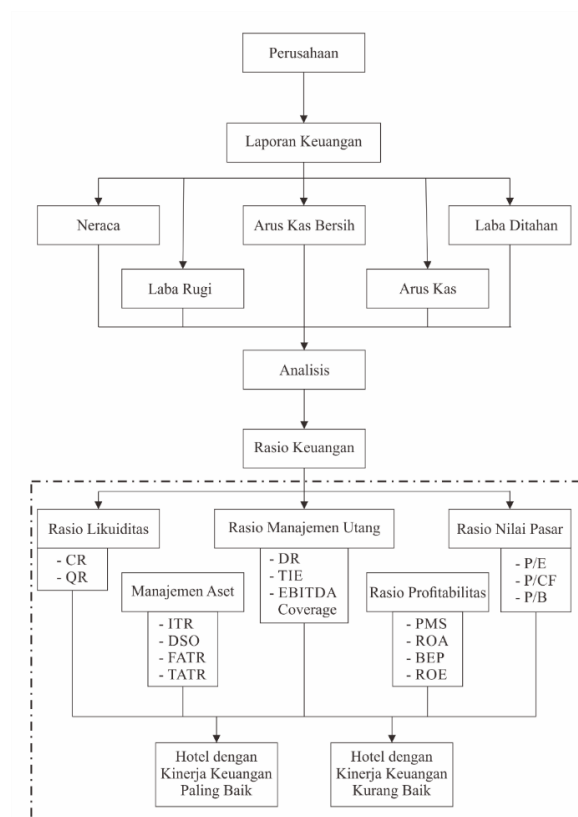 Perusahaan
Laporan Keuangan
Neraca
Arus Kas Bersih
Laba Ditahan
Laba Rugi
Arus Kas
Analisis
Rasio Keuangan
Rasio Likuiditas
- CR
- QR
Manajemen Aset
- ITR
- DSO
- FATR
- TATR
Rasio Manajemen Utang
- DR
- TIE
- EBITDA
Coverage
Rasio Profitabilitas
- PMS
- ROA
- BEP
- ROE
Rasio Nilai Pasar
- P/E
- P/CF
- P/B
Hotel dengan
Kinerja Keuangan
Paling Baik
Hotel dengan
Kinerja Keuangan
Kurang Baik